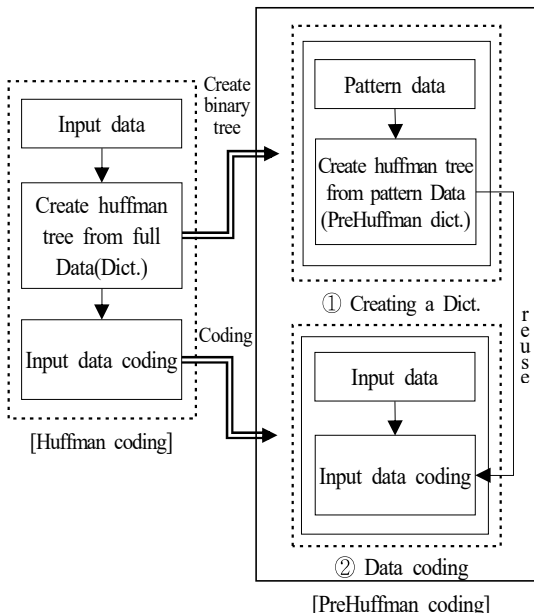 Input data
Create huffman
tree from full
Data(Dict.)
Input data coding
[Huffman coding]
Create
binary
tree
Coding
Pattern data
Create huffman tree
from pattern Data
(PreHuffman dict.)
① Creating a Dict.
reuse
Input data
Input data coding
② Data coding
[PreHuffman coding]